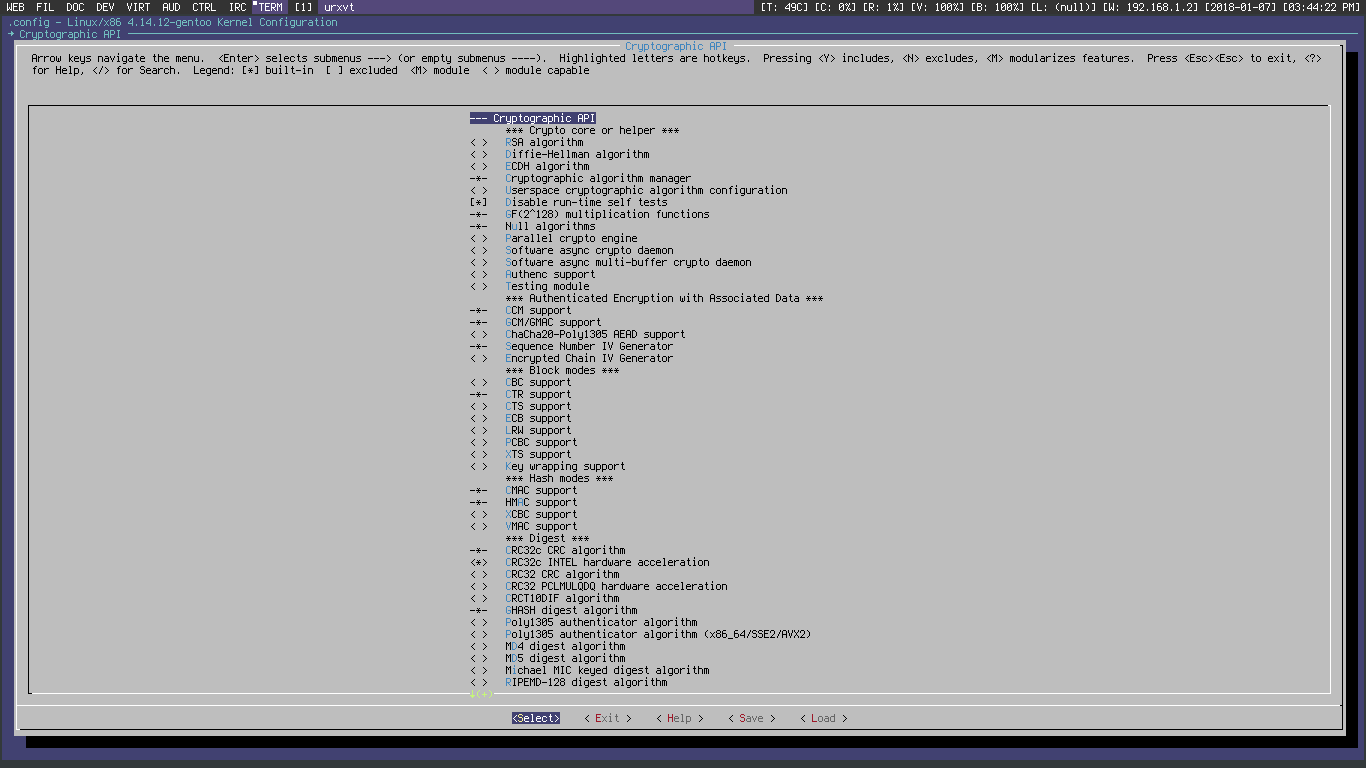 WEB FIL DOC DEV VIRT AUD CTRL IRC TERM [1] urxvt [T: 49C] [C: 0%] [R: 1%] [V: 100%] [B: 100%] [L: (null)] [W: 192.168.1.2] [2018-01-07] [03:44:22 PM]
.config - Linux/x86 4.14.12-gentoo Kernel Configuration
→ Cryptographic API
Cryptographic API
Arrow keys navigate the menu. <Enter> selects submenus ---> (or empty submenus ----). Highlighted letters are hotkeys. Pressing <Y> includes, <N> excludes, <M> modularizes features. Press <Esc><Esc> to exit, <?>
for Help, </> for Search. Legend: [*] built-in [ ] excluded <M> module < > module capable
--- Cryptographic API
*** Crypto core or helper ***
< > RSA algorithm
< > Diffie-Hellman algorithm
< > ECDH algorithm
-*- Cryptographic algorithm manager
< > Userspace cryptographic algorithm configuration
[*] Disable run-time self tests
-*- GF(2^128) multiplication functions
-*- Null algorithms
< > Parallel crypto engine
< > Software async crypto daemon
< > Software async multi-buffer crypto daemon
< > Authenc support
< > Testing module
*** Authenticated Encryption with Associated Data ***
-*- CCM support
-*- GCM/GMAC support
< > ChaCha20-Poly1305 AEAD support
-*- Sequence Number IV Generator
< > Encrypted Chain IV Generator
*** Block modes ***
< > CBC support
-*- CTR support
< > CTS support
< > ECB support
< > LRW support
< > PCBC support
< > XTS support
< > Key wrapping support
*** Hash modes ***
-*- CMAC support
-*- HMAC support
< > XCBC support
< > VMAC support
*** Digest ***
-*- CRC32c CRC algorithm
<*> CRC32c INTEL hardware acceleration
< > CRC32 CRC algorithm
< > CRC32 PCLMULQDQ hardware acceleration
< > CRCT10DIF algorithm
-*- GHASH digest algorithm
< > Poly1305 authenticator algorithm
< > Poly1305 authenticator algorithm (x86_64/SSE2/AVX2)
< > MD4 digest algorithm
< > MD5 digest algorithm
< > Michael MIC keyed digest algorithm
< > RIPEMD-128 digest algorithm
↓(+)
<Select> < Exit > < Help > < Save > < Load >